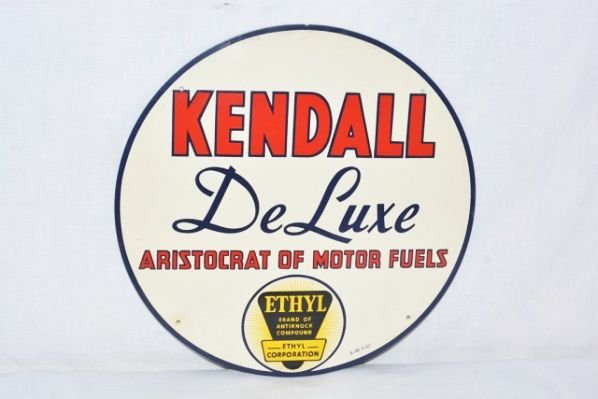 KENDALL
DeLuxe
ARISTOCRAT OF MOTOR FUELS
ETHYL
BRAND OF
ANTIKNOCK
COMPOUND
ETHYL
CORPORATION